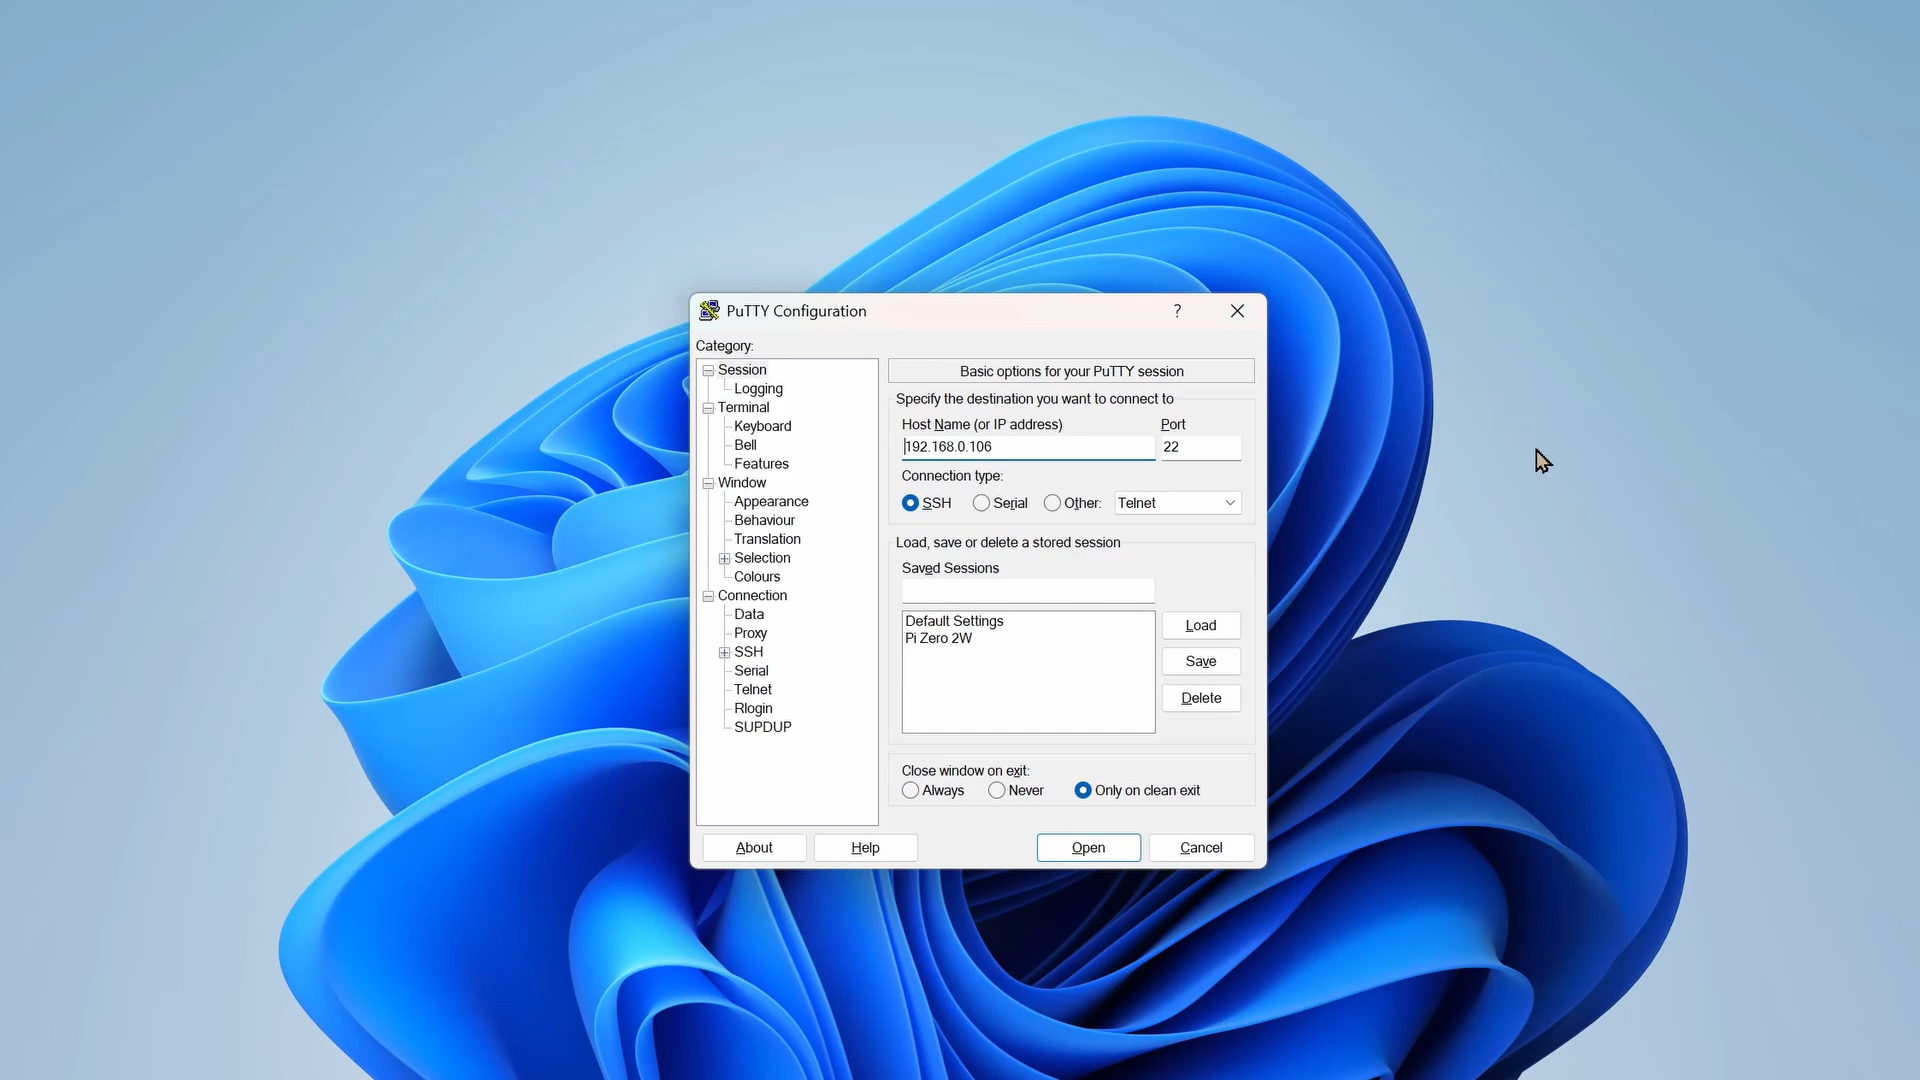 PuTTY Configuration
?
Category:
Session
Logging
Terminal
Keyboard
Bell
Features
Window
Appearance
Behaviour
Translation
Selection
Colours
Connection
Data
Proxy
SSH
Serial
Telnet
Rlogin
SUPDUP
Basic options for your PuTTY session
Specify the destination you want to connect to
Host Name (or IP address) Port
192.168.0.106 22
Connection type:
SSH Serial Other: Telnet
Load, save or delete a stored session
Saved Sessions
Default Settings
Pi Zero 2W
Load
Save
Delete
Close window on exit:
Always Never Only on clean exit
About Help Open Cancel